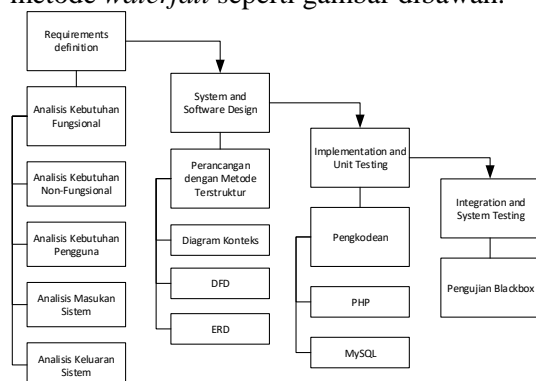 metode waterfall seperti gambar dibawah.
Requirements
definition
Analisis Kebutuhan
Fungsional
Analisis Kebutuhan
Non-Fungsional
Analisis Kebutuhan
Pengguna
Analisis Masukan
Sistem
Analisis Keluaran
Sistem
System and
Software Design
Perancangan
dengan Metode
Terstruktur
Diagram Konteks
DFD
ERD
Implementation and
Unit Testing
Pengkodean
PHP
MySQL
Integration and
System Testing
Pengujian Blackbox